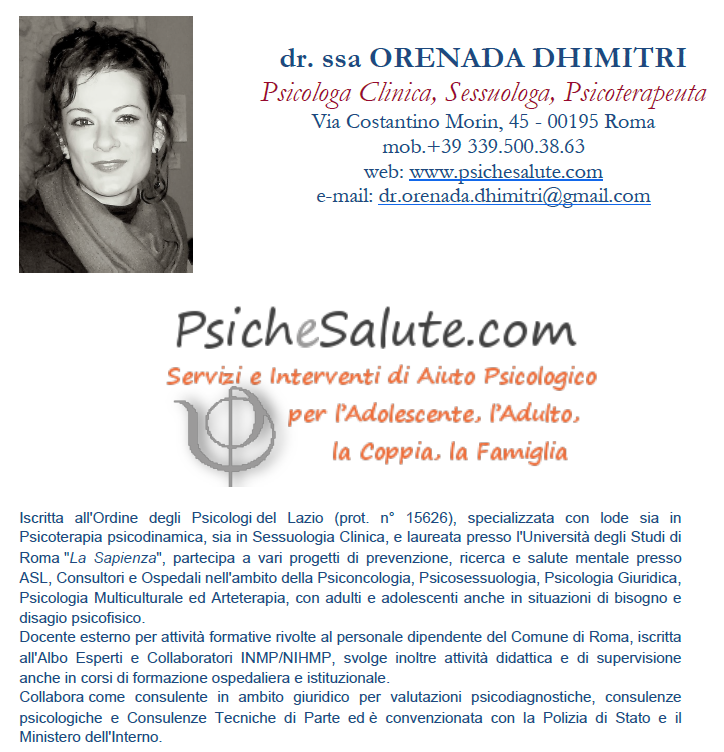 dr. ssa ORENADA DHIMITRI
Psicologa Clinica, Sessuologa, Psicoterapeuta
Via Costantino Morin, 45 - 00195 Roma
mob.+39 339.500.38.63
web: www.psichesalute.com
e-mail: dr.orenada.dhimitri@gmail.com
PsicheSalute.com
Servizi e Interventi di Aiuto Psicologico
per l'Adolescente, l'Adulto,
la Coppia, la Famiglia
Iscritta all'Ordine degli Psicologi del Lazio (prot. n° 15626), specializzata con lode sia in
Psicoterapia psicodinamica, sia in Sessuologia Clinica, e laureata presso l'Università degli Studi di
Roma "La Sapienza", partecipa a vari progetti di prevenzione, ricerca e salute mentale presso
ASL, Consultori e Ospedali nell'ambito della Psiconcologia, Psicosessuologia, Psicologia Giuridica,
Psicologia Multiculturale ed Arteterapia, con adulti e adolescenti anche in situazioni di bisogno e
disagio psicofisico.
Docente esterno per attività formative rivolte al personale dipendente del Comune di Roma, iscritta
all'Albo Esperti e Collaboratori INMP/NIHMP, svolge inoltre attività didattica e di supervisione
anche in corsi di formazione ospedaliera e istituzionale.
Collabora come consulente in ambito giuridico per valutazioni psicodiagnostiche, consulenze
psicologiche e Consulenze Tecniche di Parte ed è convenzionata con la Polizia di Stato e il
Ministero dell'Interno.